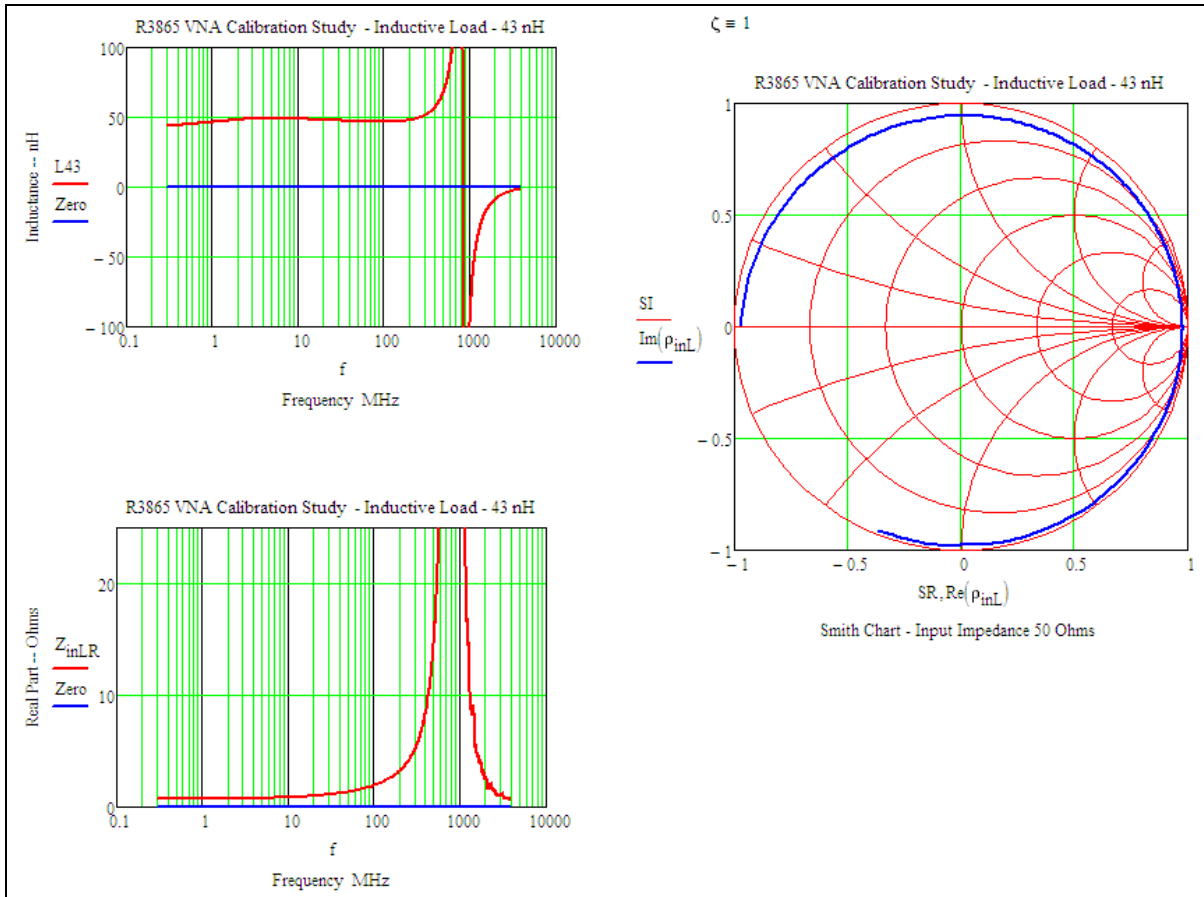 R3865 VNA Calibration Study - Inductive Load - 43 nH
100
50
0
− 50
− 100
Inductance -- nH
L43
Zero
0.1 1 10 100 1000 10000
f
Frequency MHz
ζ ≡ 1
R3865 VNA Calibration Study - Inductive Load - 43 nH
1
0.5
0
− 0.5
− 1
SI
Im(ρinL)
− 1 − 0.5 0 0.5 1
SR, Re(ρinL)
Smith Chart - Input Impedance 50 Ohms
R3865 VNA Calibration Study - Inductive Load - 43 nH
20
10
0
Real Part -- Ohms
ZinLR
Zero
0.1 1 10 100 1000 10000
f
Frequency MHz